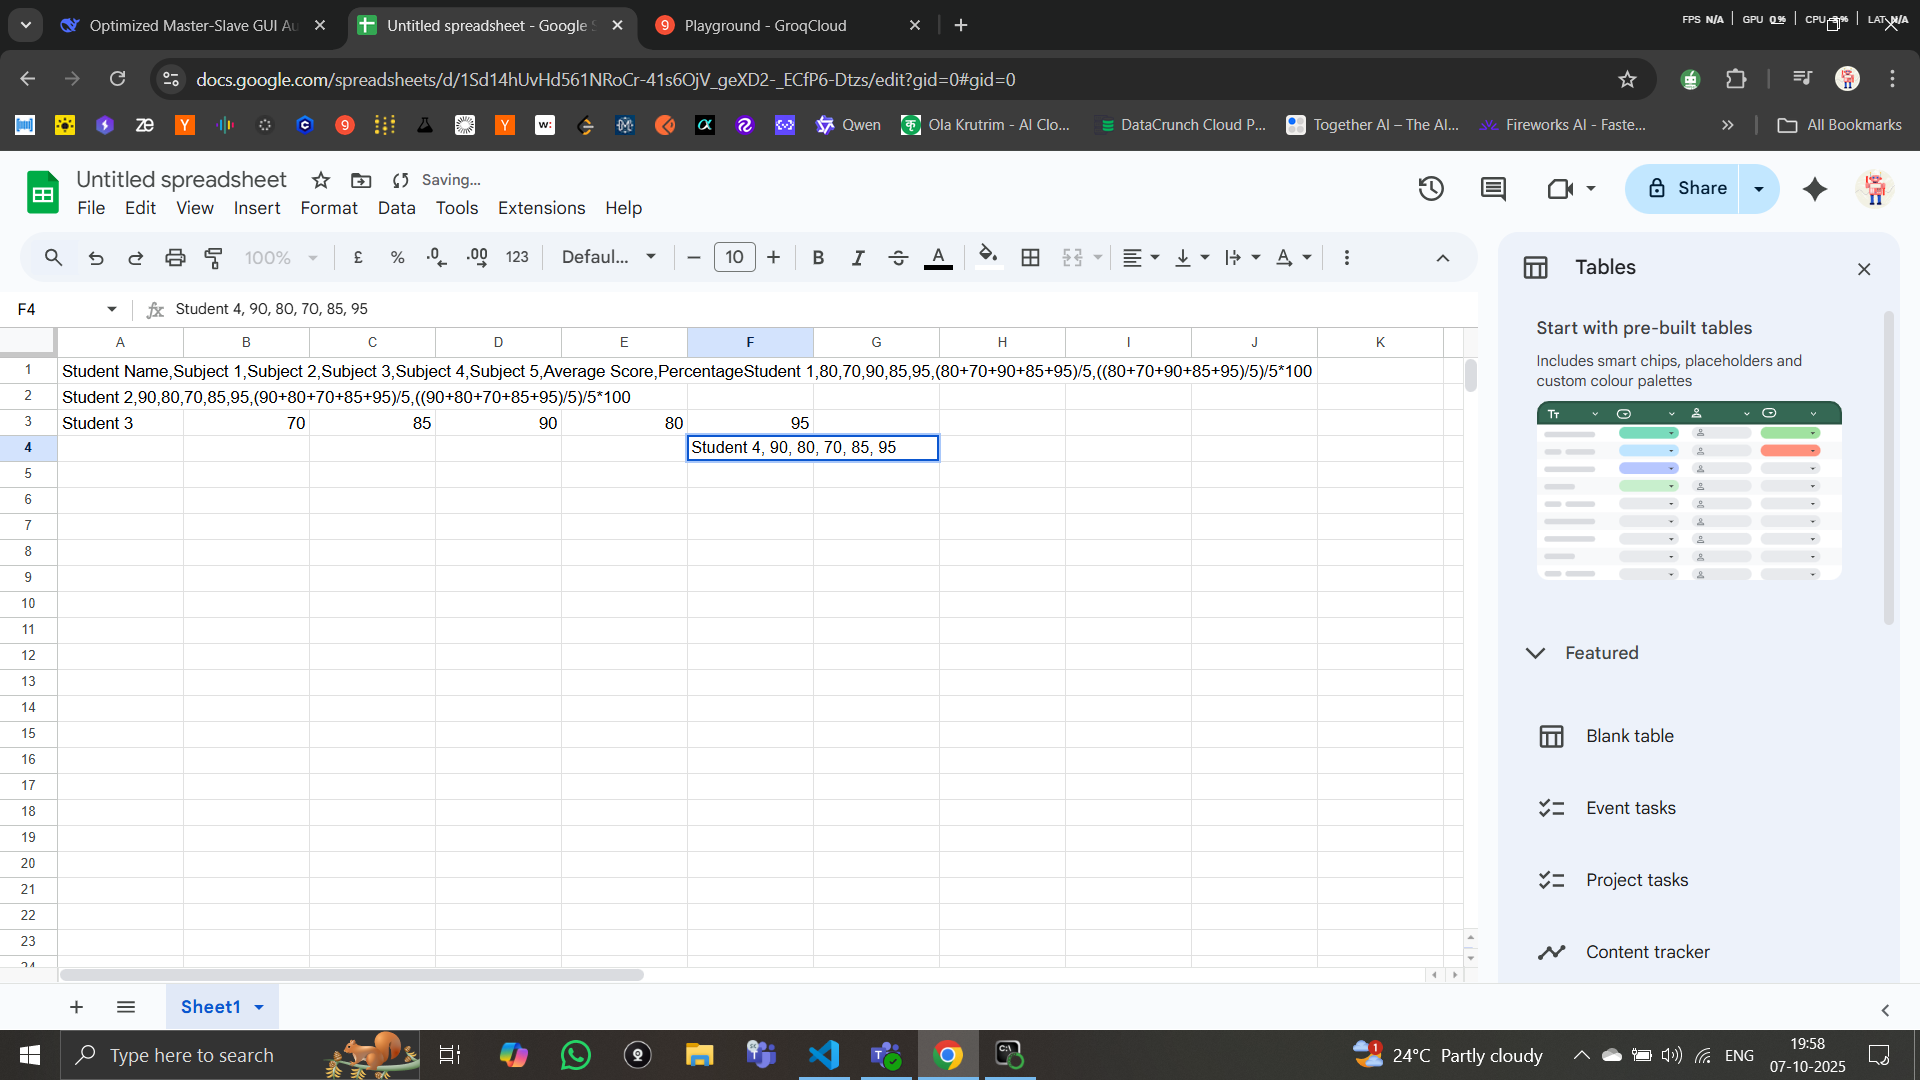 Optimized Master-Slave GUI Au
Untitled spreadsheet - Google S
Playground - GroqCloud
FPS N/A GPU 0% CPU LAT N/A
docs.google.com/spreadsheets/d/1Sd14hUvHd561NRoCr-41s6OjV_geXD2-_ECfP6-Dtzs/edit?gid=0#gid=0
Qwen
Ola Krutrim - AI Clo...
DataCrunch Cloud P...
Together AI – The AI...
Fireworks AI - Faste...
All Bookmarks
Untitled spreadsheet
Saving...
Share
File Edit View Insert Format Data Tools Extensions Help
100% £ % .0 .00 123 Defaul... 10 B I A
Tables
F4
Student 4, 90, 80, 70, 85, 95
Start with pre-built tables
Includes smart chips, placeholders and
custom colour palettes
A B C D E F G H I J K
1 Student Name,Subject 1,Subject 2,Subject 3,Subject 4,Subject 5,Average Score,PercentageStudent 1,80,70,90,85,95,(80+70+90+85+95)/5,((80+70+90+85+95)/5)/5*100
2 Student 2,90,80,70,85,95,(90+80+70+85+95)/5,((90+80+70+85+95)/5)/5*100
3 Student 3 70 85 90 80 95
4 Student 4, 90, 80, 70, 85, 95
5
6
7
8
9
10
11
12
13
14
15
16
17
18
19
20
21
22
23
24
Featured
Blank table
Event tasks
Project tasks
Content tracker
Sheet1
Type here to search
24°C Partly cloudy
ENG
19:58
07-10-2025